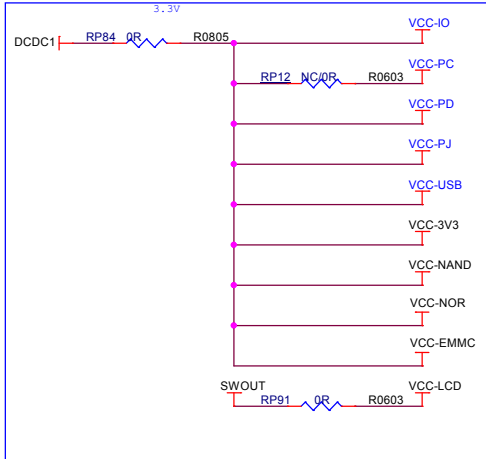 3.3V
DCDC1 RP84 0R R0805 VCC-IO
RP12 NC/0R R0603 VCC-PC
VCC-PD
VCC-PJ
VCC-USB
VCC-3V3
VCC-NAND
VCC-NOR
VCC-EMMC
SWOUT RP91 0R R0603 VCC-LCD